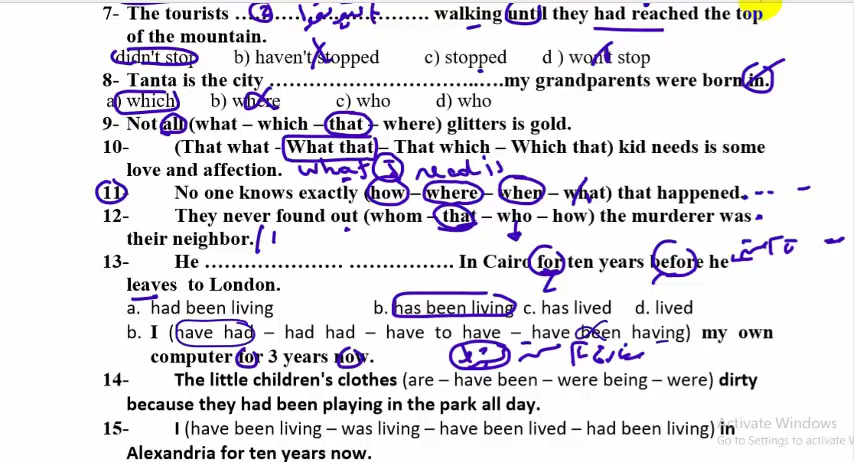 7- The tourists …………………… walking until they had reached the top
of the mountain.
didn't stop b) haven't stopped c) stopped d ) won't stop
8- Tanta is the city ……………………………….my grandparents were born in.
a) which b) where c) who d) who
9- Not all (what – which – that – where) glitters is gold.
10- (That what - What that – That which – Which that) kid needs is some
love and affection. what I need is
11- No one knows exactly (how – where – when – what) that happened.
12- They never found out (whom – that – who – how) the murderer was
their neighbor.
13- He ………………… ……………… In Cairo for ten years before he
leaves to London.
a. had been living b. has been living c. has lived d. lived
b. I (have had – had had – have to have – have been having) my own
computer for 3 years now.
14- The little children's clothes (are – have been – were being – were) dirty
because they had been playing in the park all day.
15- I (have been living – was living – have been lived – had been living) in
Alexandria for ten years now.
Activate Windows
Go to Settings to activate W